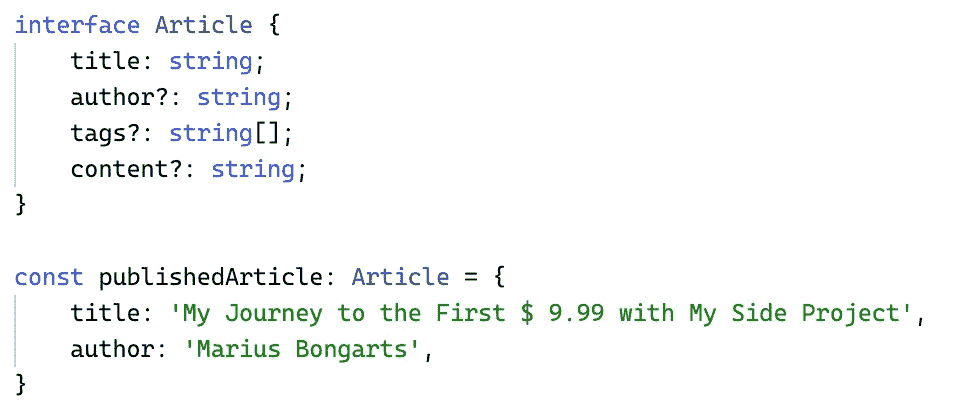 interface Article {
    title: string;
    author?: string;
    tags?: string[];
    content?: string;
}

const publishedArticle: Article = {
    title: 'My Journey to the First $ 9.99 with My Side Project',
    author: 'Marius Bongarts',
}